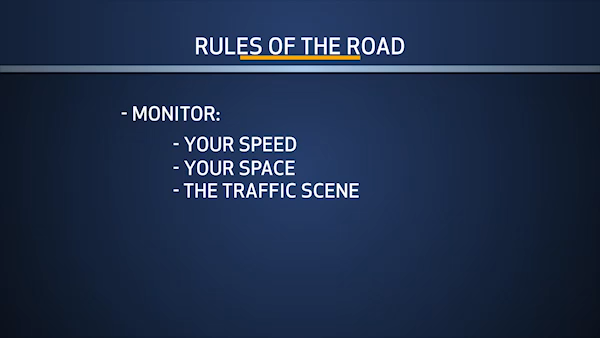 RULES OF THE ROAD
- MONITOR:
- YOUR SPEED
- YOUR SPACE
- THE TRAFFIC SCENE